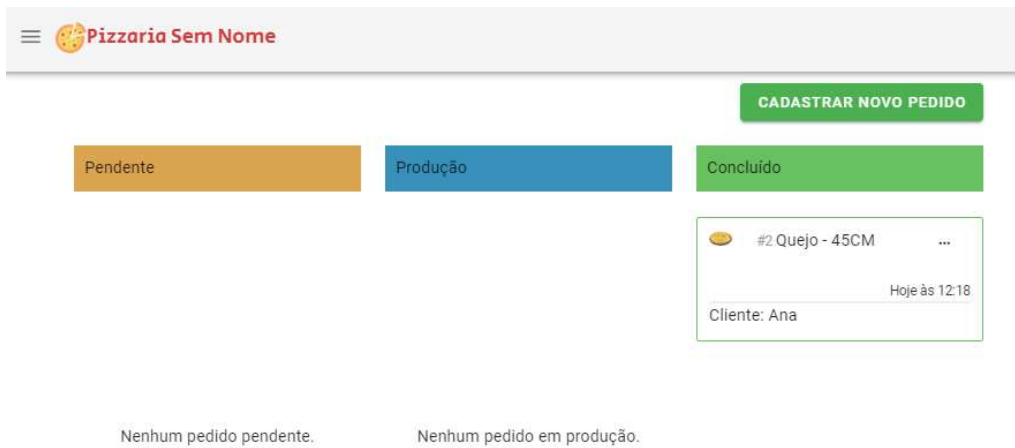 Pizzaria Sem Nome
CADASTRAR NOVO PEDIDO
Pendente
Produção
Concluído
#2 Quejo - 45CM ...
Hoje às 12:18
Cliente: Ana
Nenhum pedido pendente.
Nenhum pedido em produção.